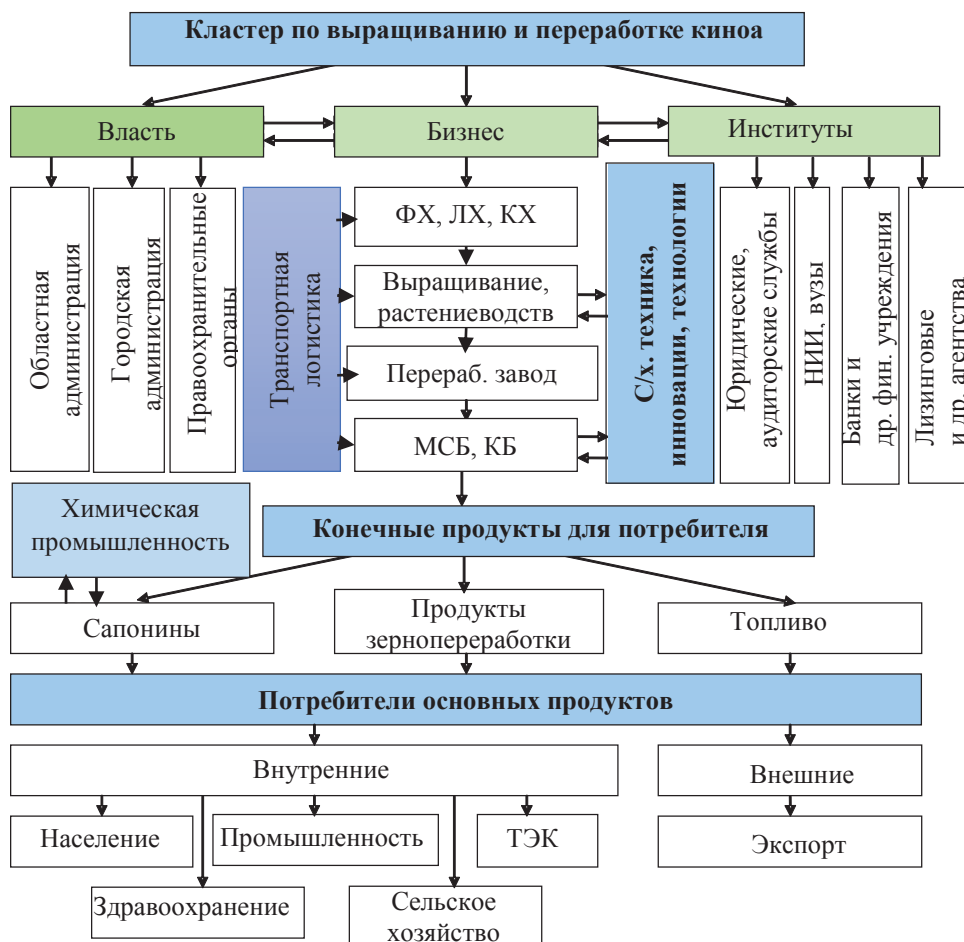 Кластер по выращиванию и переработке киноа
Власть
Бизнес
Институты
Областная
администрация
Городская
администрация
Правоохранительные
органы
Транспортная
логистика
ФХ, ЛХ, КХ
Выращивание,
растениеводств
Перераб. завод
МСБ, КБ
С/х. техника,
инновации, технологии
Юридические,
аудиторские службы
НИИ, вузы
Банки и
др. фин. учреждения
Лизинговые
и др. агентства
Химическая
промышленность
Конечные продукты для потребителя
Сапонины
Продукты
зернопереработки
Топливо
Потребители основных продуктов
Внутренние
Внешние
Население
Промышленность
ТЭК
Экспорт
Здравоохранение
Сельское
хозяйство